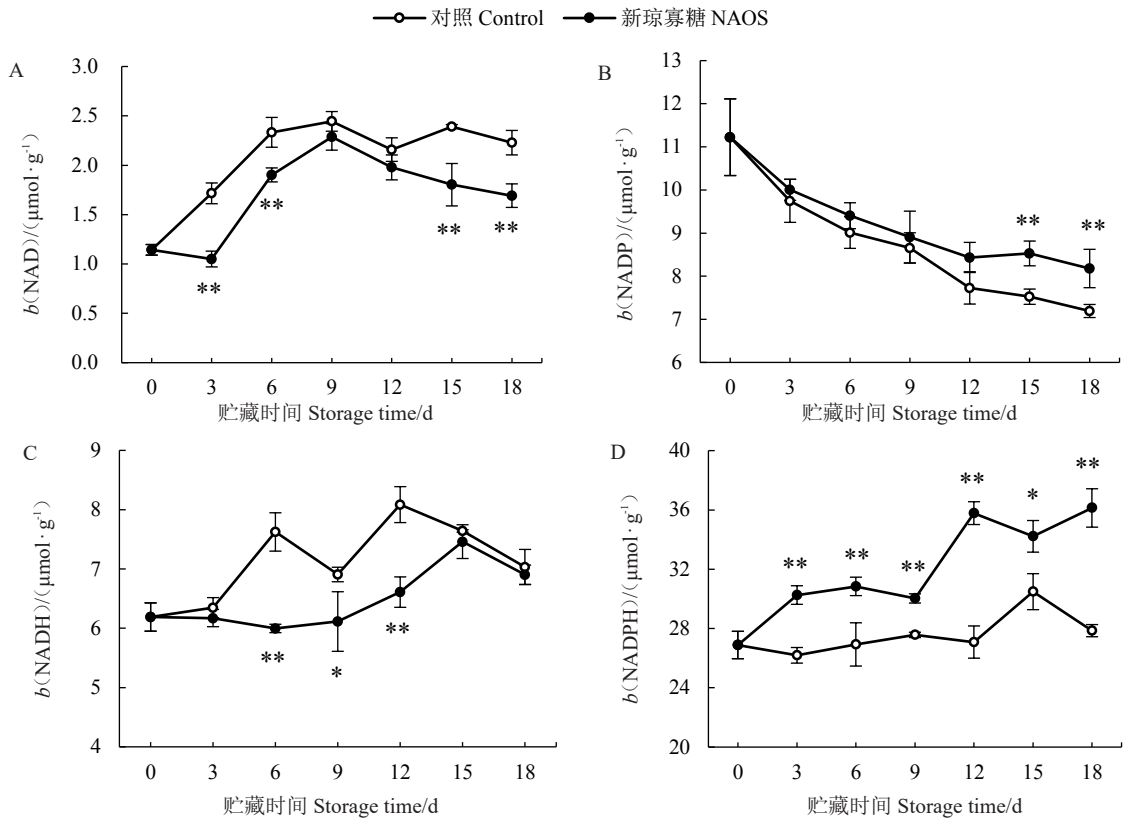 对照 Control 新琼寡糖 NAOS
A
b(NAD)/(μmol·g⁻¹)
3.0
2.5
2.0
1.5
1.0
0.5
0.0
** ** ** **
0 3 6 9 12 15 18
贮藏时间 Storage time/d
B
b(NADP)/(μmol·g⁻¹)
13
12
11
10
9
8
7
6
** **
0 3 6 9 12 15 18
贮藏时间 Storage time/d
C
b(NADH)/(μmol·g⁻¹)
9
8
7
6
5
4
** * **
0 3 6 9 12 15 18
贮藏时间 Storage time/d
D
b(NADPH)/(μmol·g⁻¹)
40
36
32
28
24
20
** ** ** ** * **
0 3 6 9 12 15 18
贮藏时间 Storage time/d